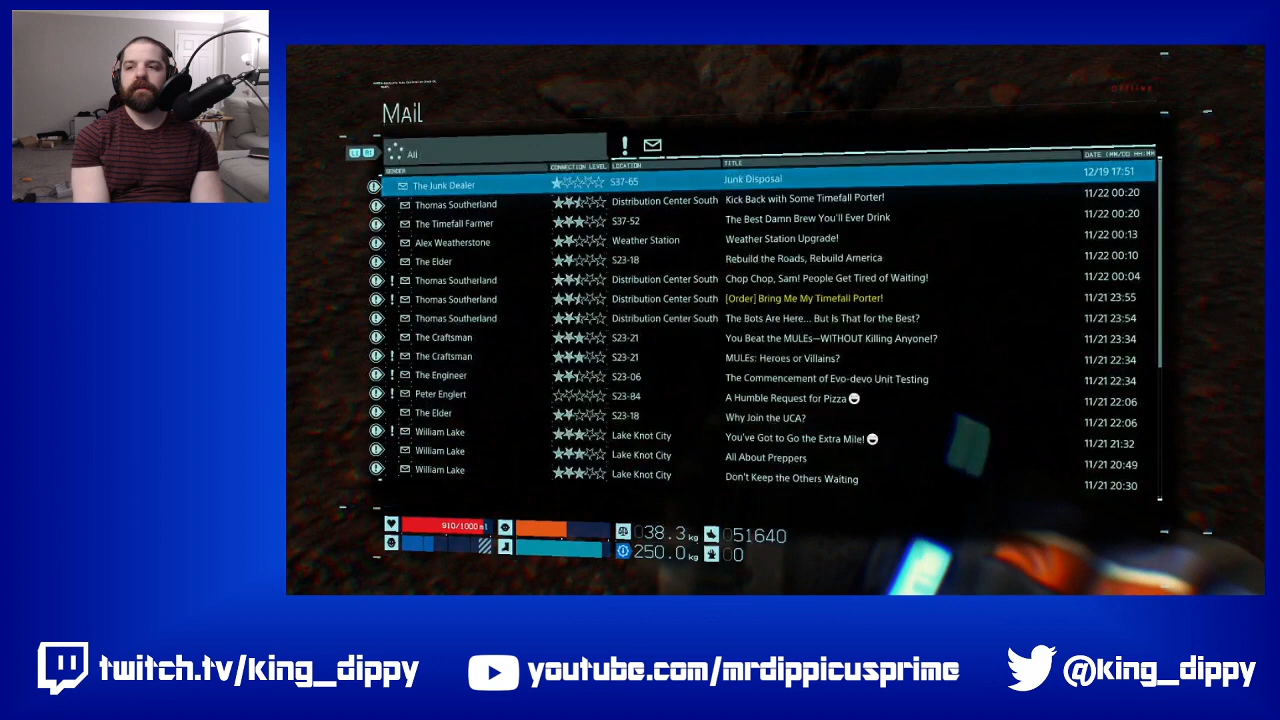 Offline
MAil
L1 R1 All
SENDER CONNECTION LEVEL LOCATION TITLE DATE (MM/DD HH:MM
The Junk Dealer S37-65 Junk Disposal 12/19 17:51
Thomas Southerland Distribution Center South Kick Back with Some Timefall Porter! 11/22 00:20
The Timefall Farmer S37-52 The Best Damn Brew You'll Ever Drink 11/22 00:20
Alex Weatherstone Weather Station Weather Station Upgrade! 11/22 00:13
The Elder S23-18 Rebuild the Roads, Rebuild America 11/22 00:10
! Thomas Southerland Distribution Center South Chop Chop, Sam! People Get Tired of Waiting! 11/22 00:04
! Thomas Southerland Distribution Center South [Order] Bring Me My Timefall Porter! 11/21 23:55
Thomas Southerland Distribution Center South The Bots Are Here... But Is That for the Best? 11/21 23:54
The Craftsman S23-21 You Beat the MULEs—WITHOUT Killing Anyone!? 11/21 23:34
! The Craftsman S23-21 MULEs: Heroes or Villains? 11/21 22:34
! The Engineer S23-06 The Commencement of Evo-devo Unit Testing 11/21 22:34
! Peter Englert S23-84 A Humble Request for Pizza 11/21 22:06
The Elder S23-18 Why Join the UCA? 11/21 22:06
! William Lake Lake Knot City You've Got to Go the Extra Mile! 11/21 21:32
William Lake Lake Knot City All About Preppers 11/21 20:49
William Lake Lake Knot City Don't Keep the Others Waiting 11/21 20:30
910/1000ml 038.3kg 051640
250.0kg 00
twitch.tv/king_dippy youtube.com/mrdippicusprime @king_dippy